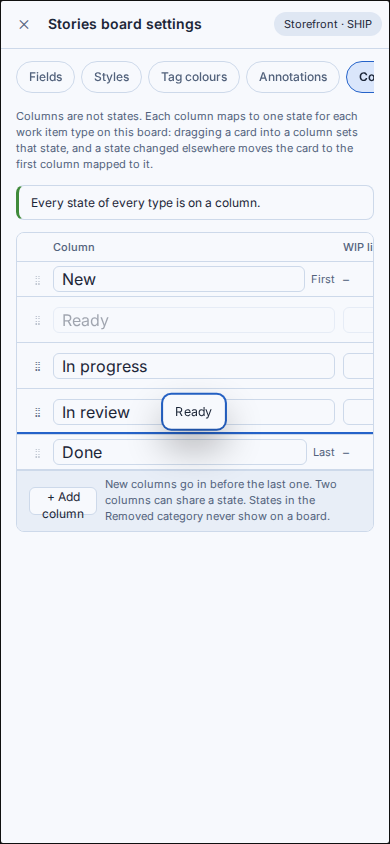 Stories board settings
Storefront · SHIP
Fields
Styles
Tag colours
Annotations
Co
Columns are not states. Each column maps to one state for each
work item type on this board: dragging a card into a column sets
that state, and a state changed elsewhere moves the card to the
first column mapped to it.
Every state of every type is on a column.
Column
WIP li
New
First
–
Ready
In progress
In review
Ready
Done
Last
–
+ Add
column
New columns go in before the last one. Two
columns can share a state. States in the
Removed category never show on a board.